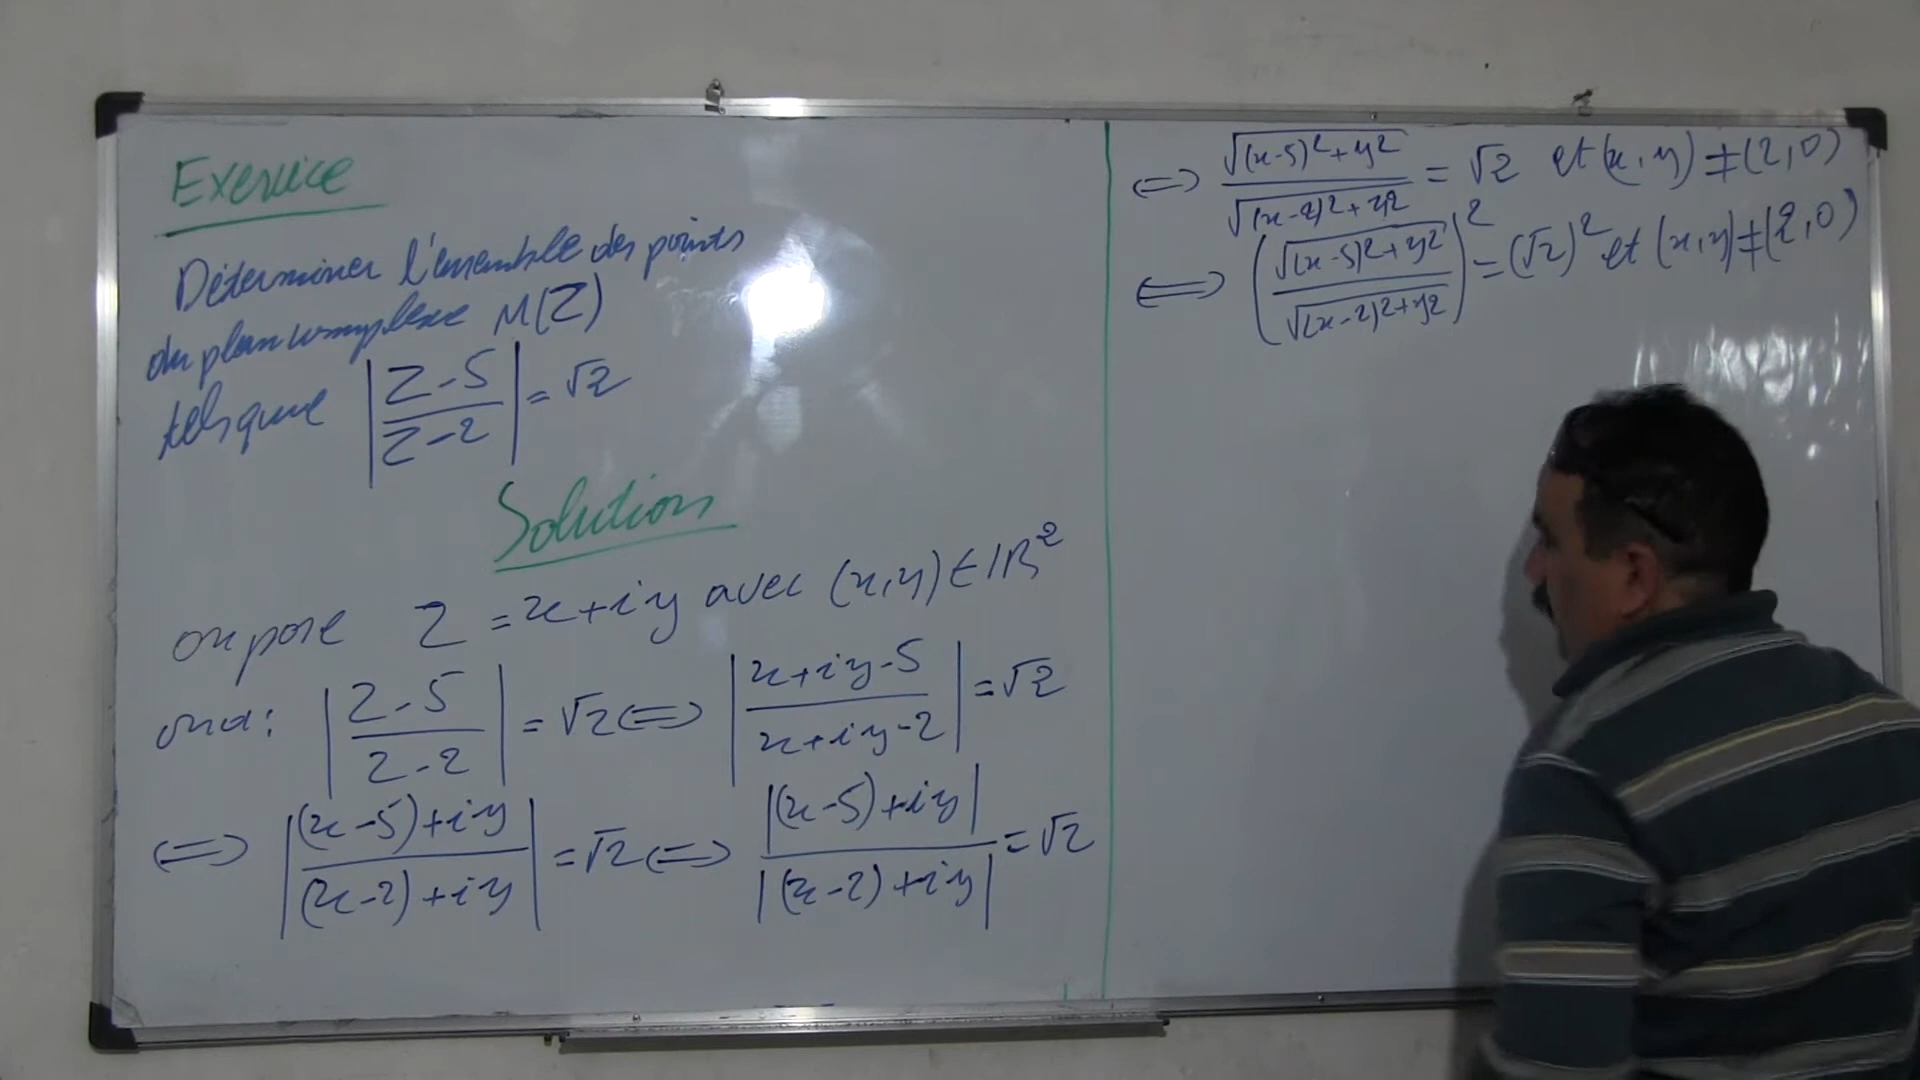 Exercice
Déterminer l'ensemble des points
du plan complexe M(Z)
tels que |(Z-5)/(Z-2)| = √2
Solution
on pose Z = x+iy avec (x,y) ∈ IR²
on a: |(Z-5)/(Z-2)| = √2 ⟺ |(x+iy-5)/(x+iy-2)| = √2
⟺ |((x-5)+iy)/((x-2)+iy)| = √2 ⟺ |(x-5)+iy|/|(x-2)+iy| = √2
⟺ √((x-5)²+y²)/√((x-2)²+y²) = √2 et (x,y) ≠ (2,0)
⟺ (√((x-5)²+y²)/√((x-2)²+y²))² = (√2)² et (x,y) ≠ (2,0)